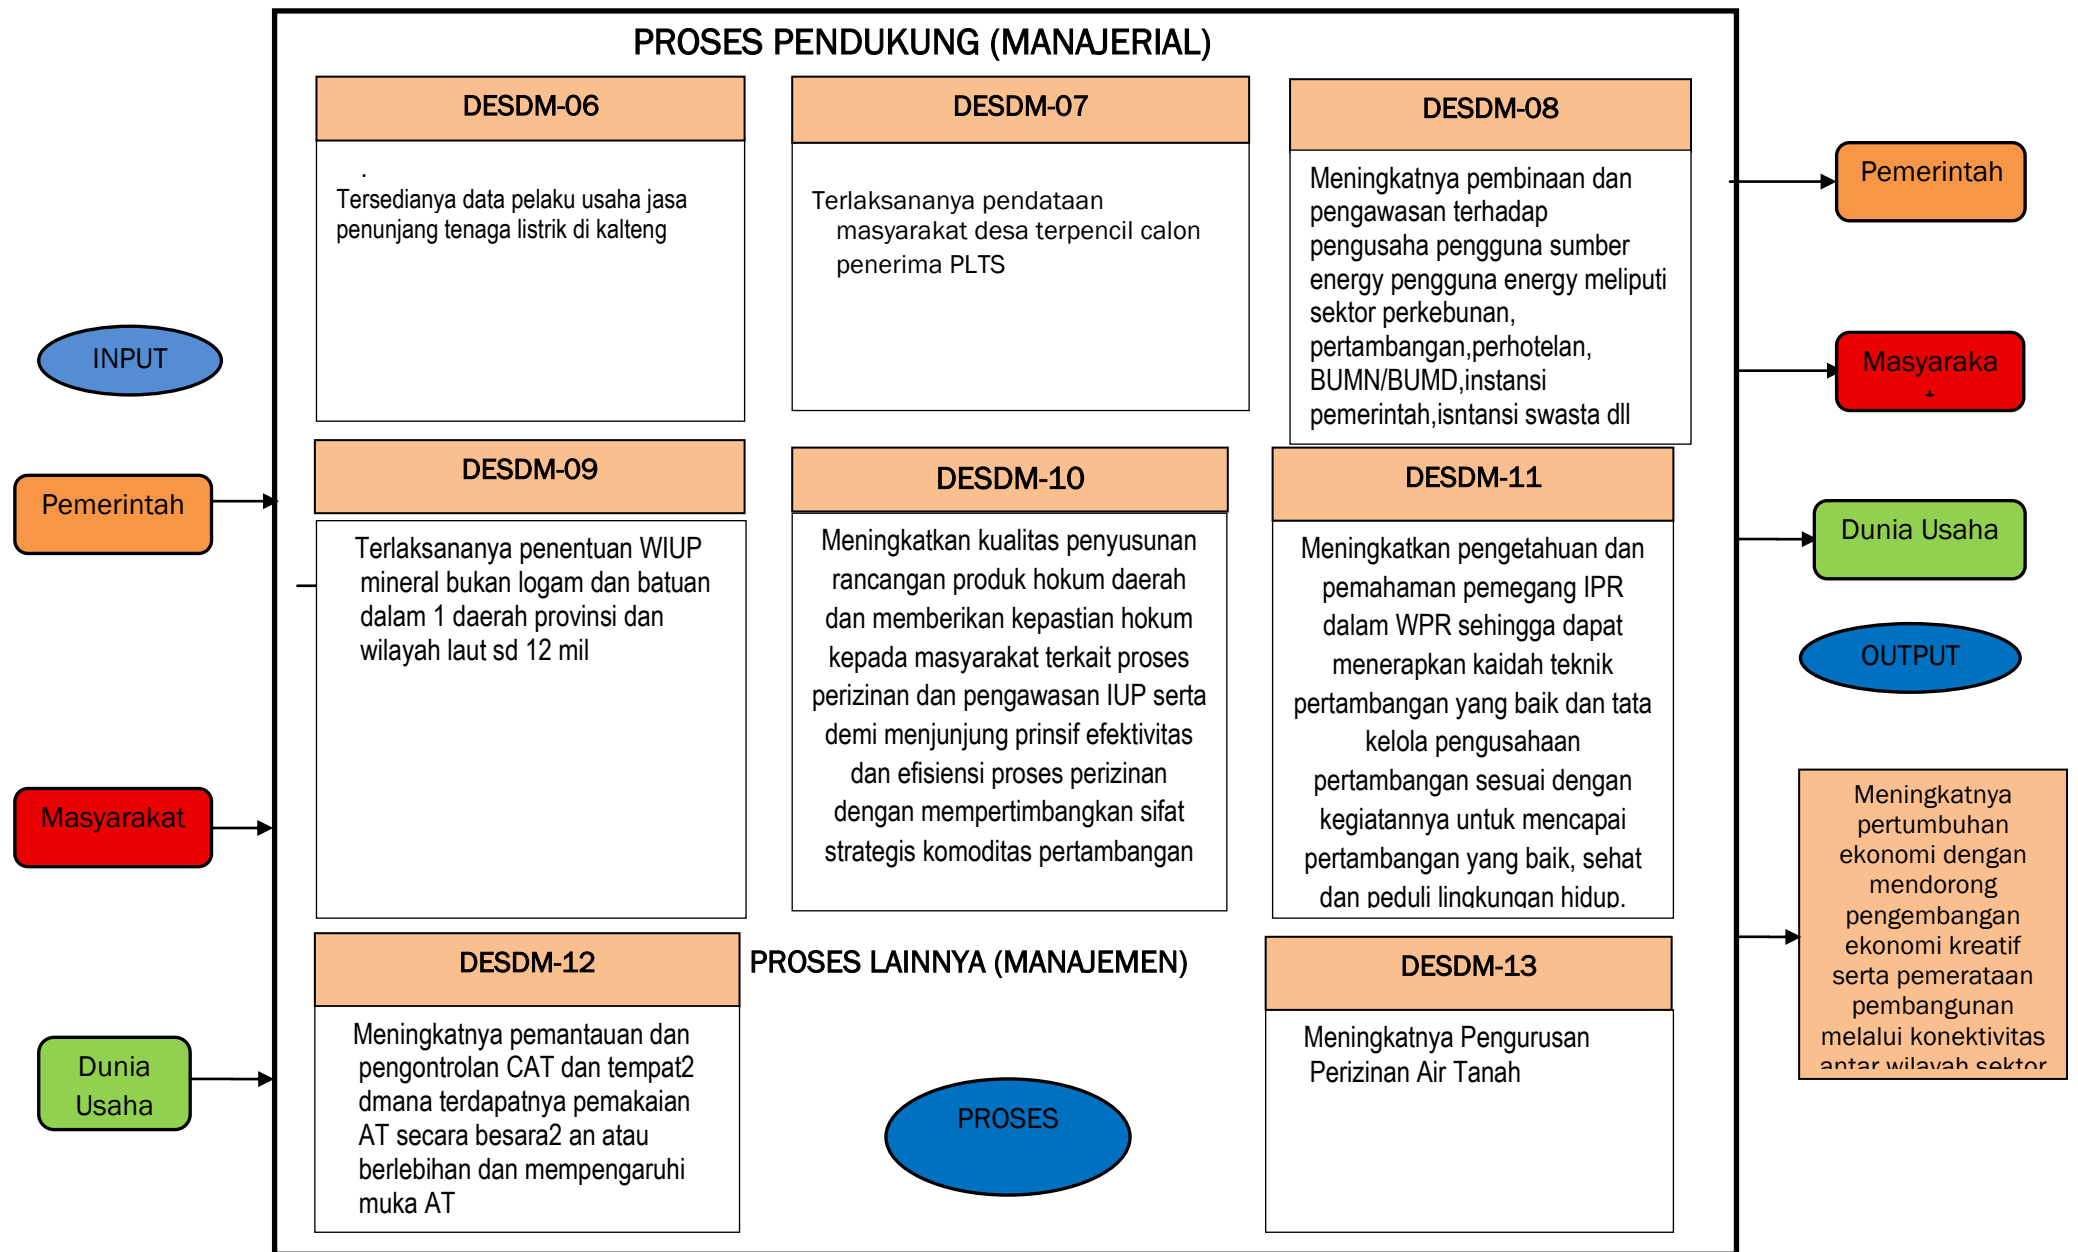 PROSES PENDUKUNG (MANAJERIAL)
DESDM-06
.
Tersedianya data pelaku usaha jasa
penunjang tenaga listrik di kalteng
DESDM-07
Terlaksananya pendataan
masyarakat desa terpencil calon
penerima PLTS
DESDM-08
Meningkatnya pembinaan dan
pengawasan terhadap
pengusaha pengguna sumber
energy pengguna energy meliputi
sektor perkebunan,
pertambangan,perhotelan,
BUMN/BUMD,instansi
pemerintah,isntansi swasta dll
INPUT
Pemerintah
Masyarakat
Dunia
Usaha
DESDM-09
Terlaksananya penentuan WIUP
mineral bukan logam dan batuan
dalam 1 daerah provinsi dan
wilayah laut sd 12 mil
DESDM-10
Meningkatkan kualitas penyusunan
rancangan produk hokum daerah
dan memberikan kepastian hokum
kepada masyarakat terkait proses
perizinan dan pengawasan IUP serta
demi menjunjung prinsif efektivitas
dan efisiensi proses perizinan
dengan mempertimbangkan sifat
strategis komoditas pertambangan
DESDM-11
Meningkatkan pengetahuan dan
pemahaman pemegang IPR
dalam WPR sehingga dapat
menerapkan kaidah teknik
pertambangan yang baik dan tata
kelola pengusahaan
pertambangan sesuai dengan
kegiatannya untuk mencapai
pertambangan yang baik, sehat
dan peduli lingkungan hidup.
DESDM-12
Meningkatnya pemantauan dan
pengontrolan CAT dan tempat2
dmana terdapatnya pemakaian
AT secara besara2 an atau
berlebihan dan mempengaruhi
muka AT
PROSES LAINNYA (MANAJEMEN)
PROSES
DESDM-13
Meningkatnya Pengurusan
Perizinan Air Tanah
Pemerintah
Masyaraka
t
Dunia Usaha
OUTPUT
Meningkatnya
pertumbuhan
ekonomi dengan
mendorong
pengembangan
ekonomi kreatif
serta pemerataan
pembangunan
melalui konektivitas
antar wilayah sektor